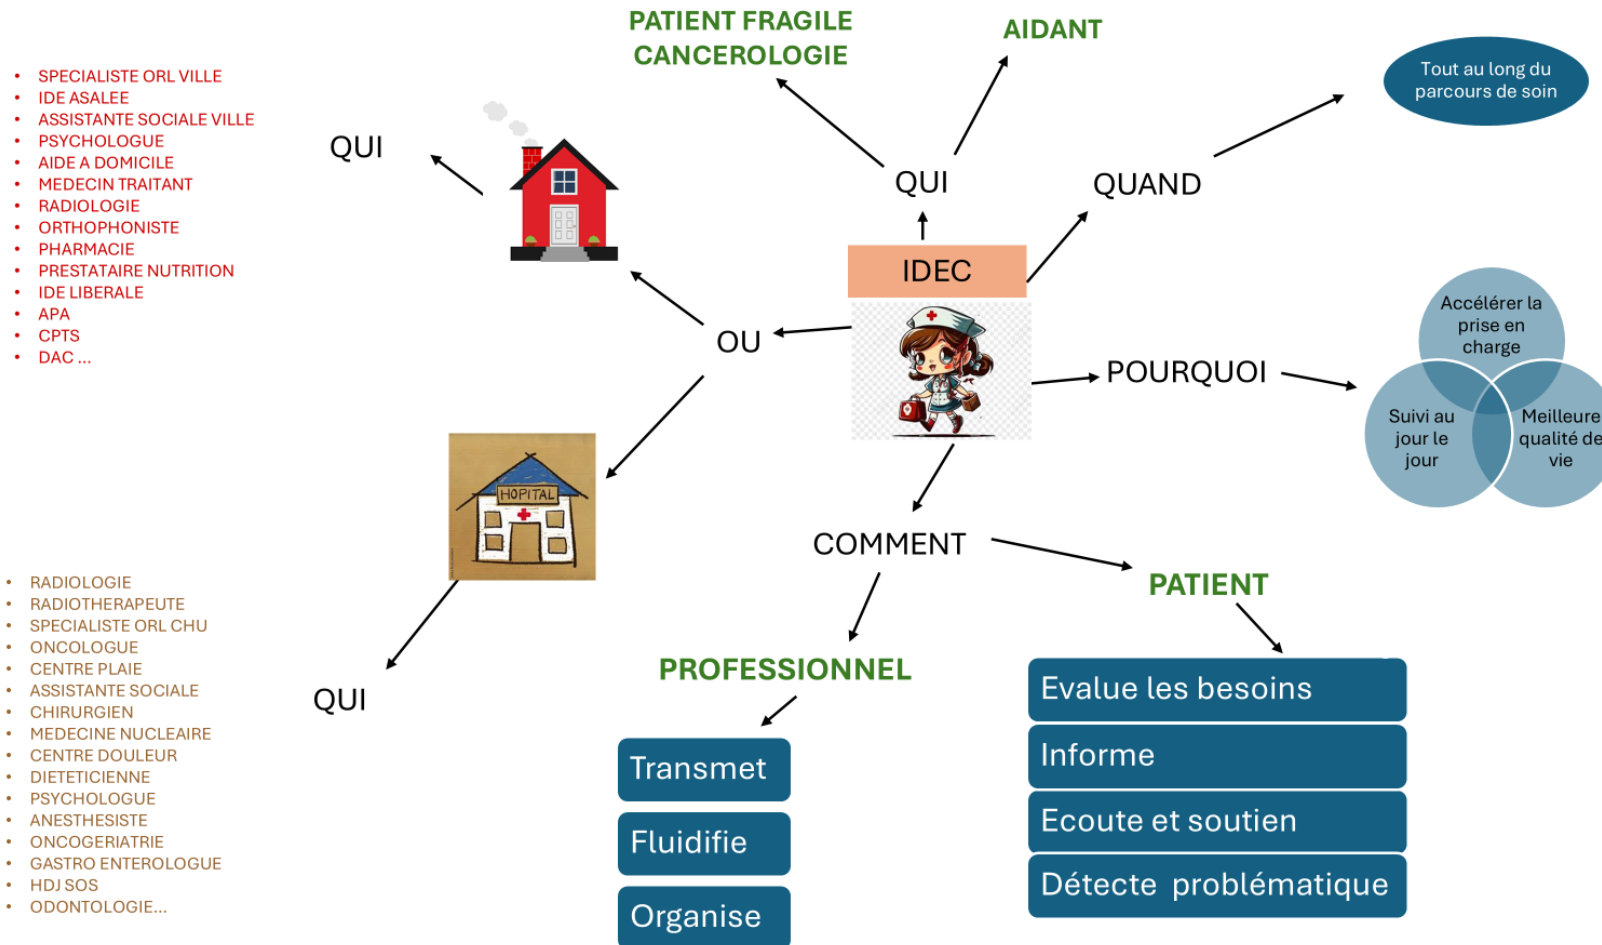 PATIENT FRAGILE
CANCEROLOGIE
AIDANT
Tout au long du
parcours de soin
• SPECIALISTE ORL VILLE
• IDE ASALEE
• ASSISTANTE SOCIALE VILLE
• PSYCHOLOGUE
• AIDE A DOMICILE
• MEDECIN TRAITANT
• RADIOLOGIE
• ORTHOPHONISTE
• PHARMACIE
• PRESTATAIRE NUTRITION
• IDE LIBERALE
• APA
• CPTS
• DAC ...
QUI
QUI
QUAND
IDEC
OU
POURQUOI
Accélérer la
prise en
charge
Suivi au
jour le
jour
Meilleure
qualité de
vie
HOPITAL
COMMENT
PATIENT
PROFESSIONNEL
QUI
• RADIOLOGIE
• RADIOTHERAPEUTE
• SPECIALISTE ORL CHU
• ONCOLOGUE
• CENTRE PLAIE
• ASSISTANTE SOCIALE
• CHIRURGIEN
• MEDECINE NUCLEAIRE
• CENTRE DOULEUR
• DIETETICIENNE
• PSYCHOLOGUE
• ANESTHESISTE
• ONCOGERIATRIE
• GASTRO ENTEROLOGUE
• HDJ SOS
• ODONTOLOGIE...
Transmet
Fluidifie
Organise
Evalue les besoins
Informe
Ecoute et soutien
Détecte problématique